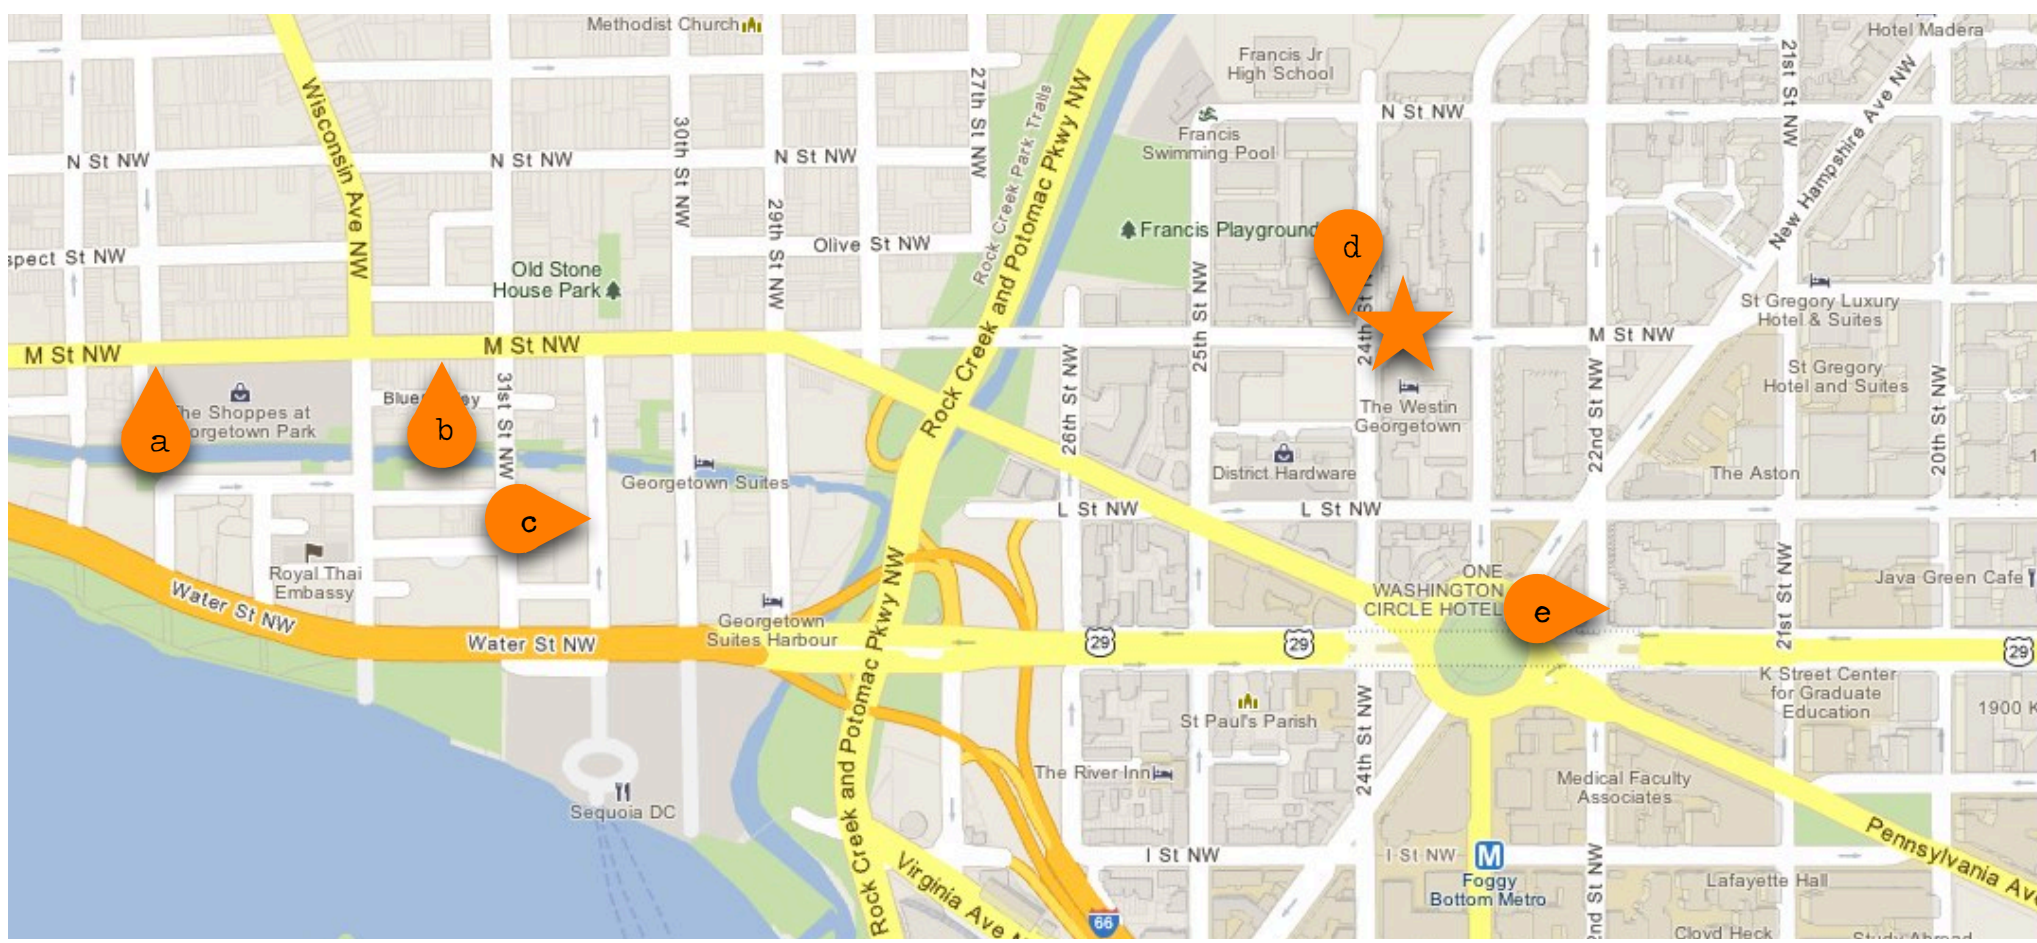 Methodist Church
Hotel Madera
Francis Jr
High School
21st St NW
Wisconsin Ave NW
27th St NW
Rock Creek Park Trails
Rock Creek and Potomac Pkwy NW
New Hampshire Ave NW
N St NW
30th St NW
Francis
Swimming Pool
N St NW
N St NW
N St NW
29th St NW
Francis Playground
d
spect St NW
Olive St NW
Old Stone
House Park
25th St NW
24th St N
St Gregory Luxury
Hotel & Suites
M St NW
M St NW
M St NW
31st St NW
26th St NW
22nd St NW
20th St NW
St Gregory
Hotel and Suites
The Shoppes at
orgetown Park
a
b
Blues ey
The Westin
Georgetown
District Hardware
The Aston
1
Georgetown Suites
c
L St NW
L St NW
Royal Thai
Embassy
Water St NW
Water St NW
Georgetown
Suites Harbour
Rock Creek and Potomac Pkwy NW
ONE
WASHINGTON
CIRCLE HOTEL
e
21st St NW
Java Green Cafe
29
29
29
K Street Center
for Graduate
Education
1900 K
St Paul's Parish
24th St NW
The River Inn
Medical Faculty
Associates
Sequoia DC
Pennsylvania Ave
I St NW
I St NW
M
Foggy
Bottom Metro
Virginia Ave N
66
2nd St NW
Lafayette Hall
Cloyd Heck
Study Abroad